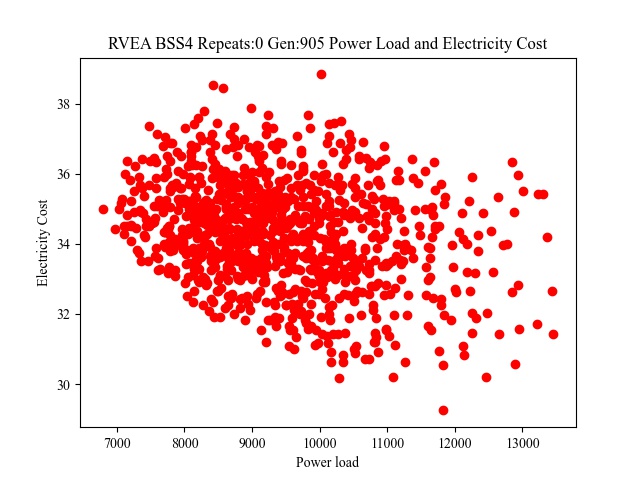 RVEA BSS4 Repeats:0 Gen:905 Power Load and Electricity Cost
38
36
34
32
30
Electricity Cost
7000 8000 9000 10000 11000 12000 13000
Power load